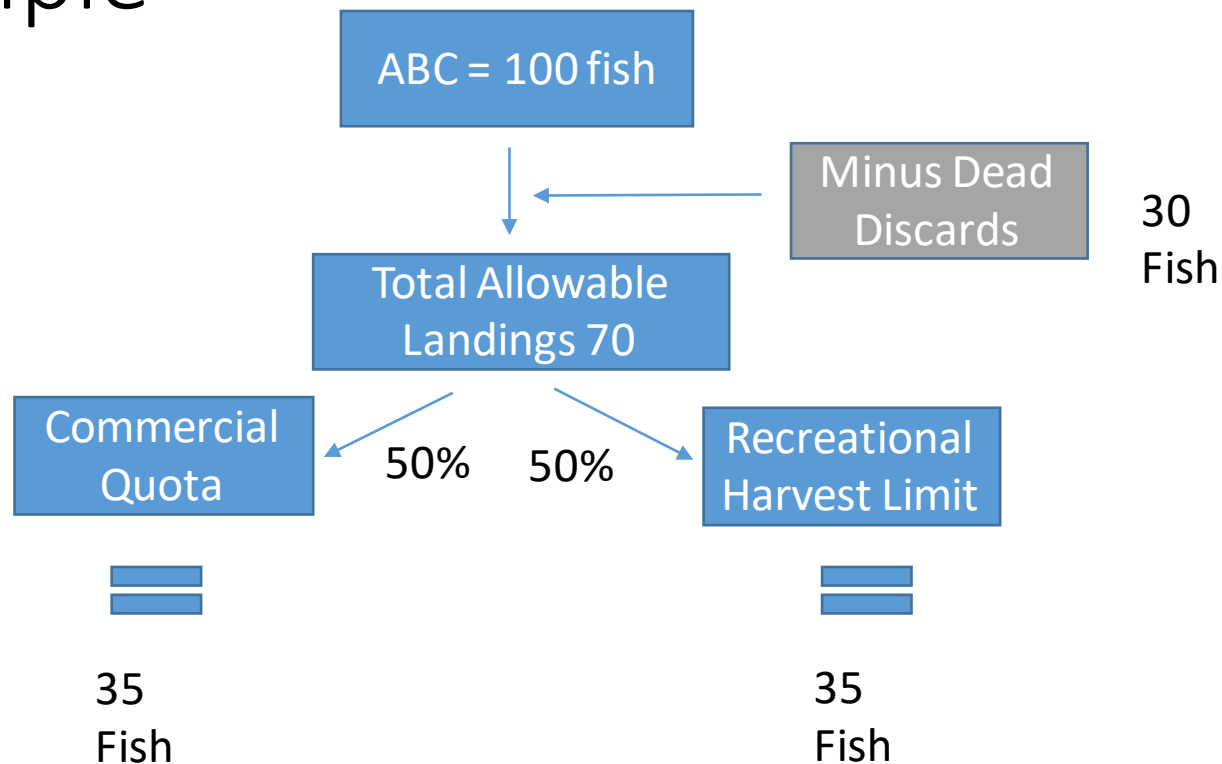 ABC = 100 fish
Minus Dead
Discards
30
Fish
Total Allowable
Landings 70
Commercial
Quota
50%
50%
Recreational
Harvest Limit
35
Fish
35
Fish